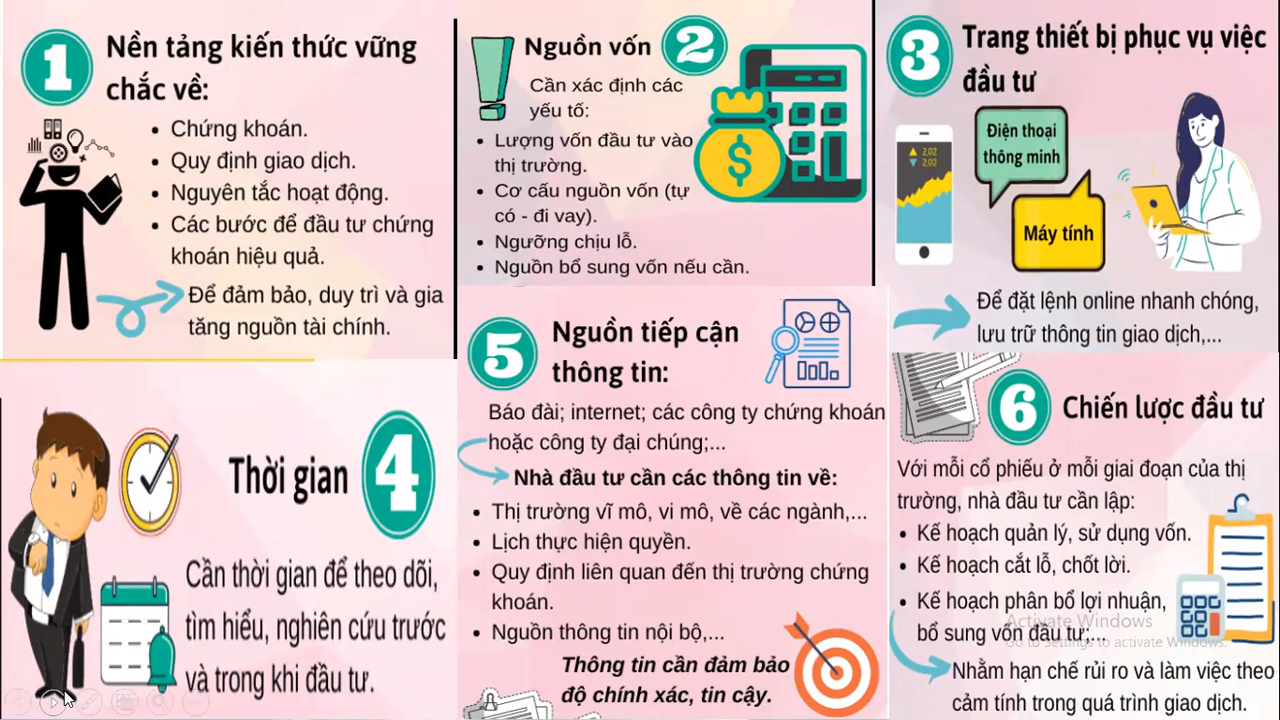 1
Nền tảng kiến thức vững
chắc về:
• Chứng khoán.
• Quy định giao dịch.
• Nguyên tắc hoạt động.
• Các bước để đầu tư chứng
khoán hiệu quả.
Để đảm bảo, duy trì và gia
tăng nguồn tài chính.
Nguồn vốn 2
Cần xác định các
yếu tố:
• Lượng vốn đầu tư vào
thị trường.
• Cơ cấu nguồn vốn (tự
có - đi vay).
• Ngưỡng chịu lỗ.
• Nguồn bổ sung vốn nếu cần.
$
3
Trang thiết bị phục vụ việc
đầu tư
Điện thoại
thông minh
2,02
2,02
Máy tính
Để đặt lệnh online nhanh chóng,
lưu trữ thông tin giao dịch,...
Thời gian 4
Cần thời gian để theo dõi,
tìm hiểu, nghiên cứu trước
và trong khi đầu tư.
5
Nguồn tiếp cận
thông tin:
Báo đài; internet; các công ty chứng khoán
hoặc công ty đại chúng;...
Nhà đầu tư cần các thông tin về:
• Thị trường vĩ mô, vi mô, về các ngành,...
• Lịch thực hiện quyền.
• Quy định liên quan đến thị trường chứng
khoán.
• Nguồn thông tin nội bộ,...
Thông tin cần đảm bảo
độ chính xác, tin cậy.
6 Chiến lược đầu tư
Với mỗi cổ phiếu ở mỗi giai đoạn của thị
trường, nhà đầu tư cần lập:
• Kế hoạch quản lý, sử dụng vốn.
• Kế hoạch cắt lỗ, chốt lời.
• Kế hoạch phân bổ lợi nhuận,
bổ sung vốn đầu tư;...
Activate Windows
Go to Settings to activate Windows.
Nhằm hạn chế rủi ro và làm việc theo
cảm tính trong quá trình giao dịch.